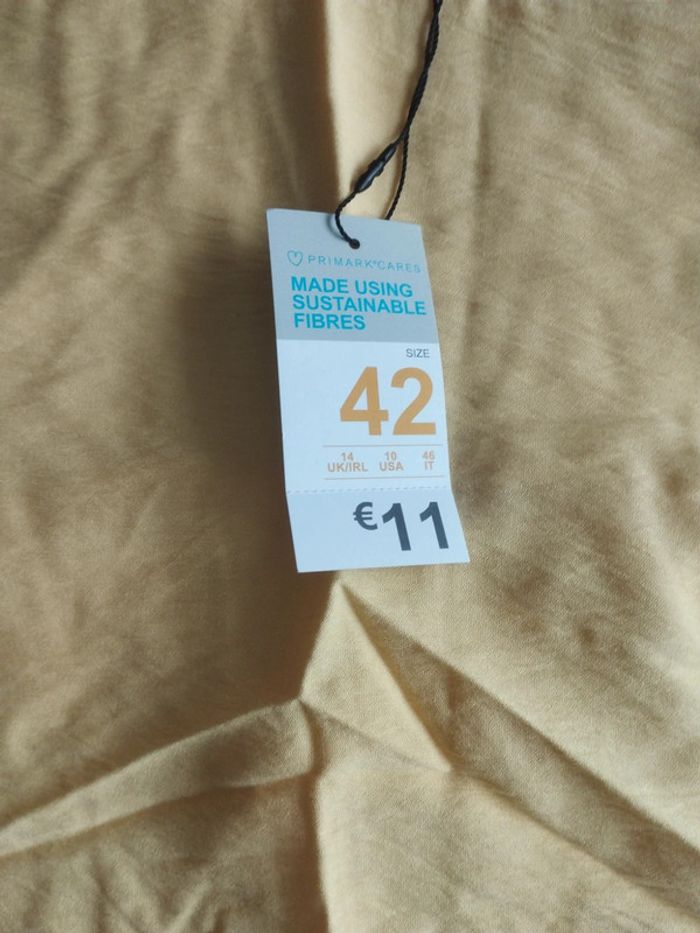 PRIMARK®CARES
MADE USING
SUSTAINABLE
FIBRES
SIZE
42
14 10 46
UK/IRL USA IT
€11